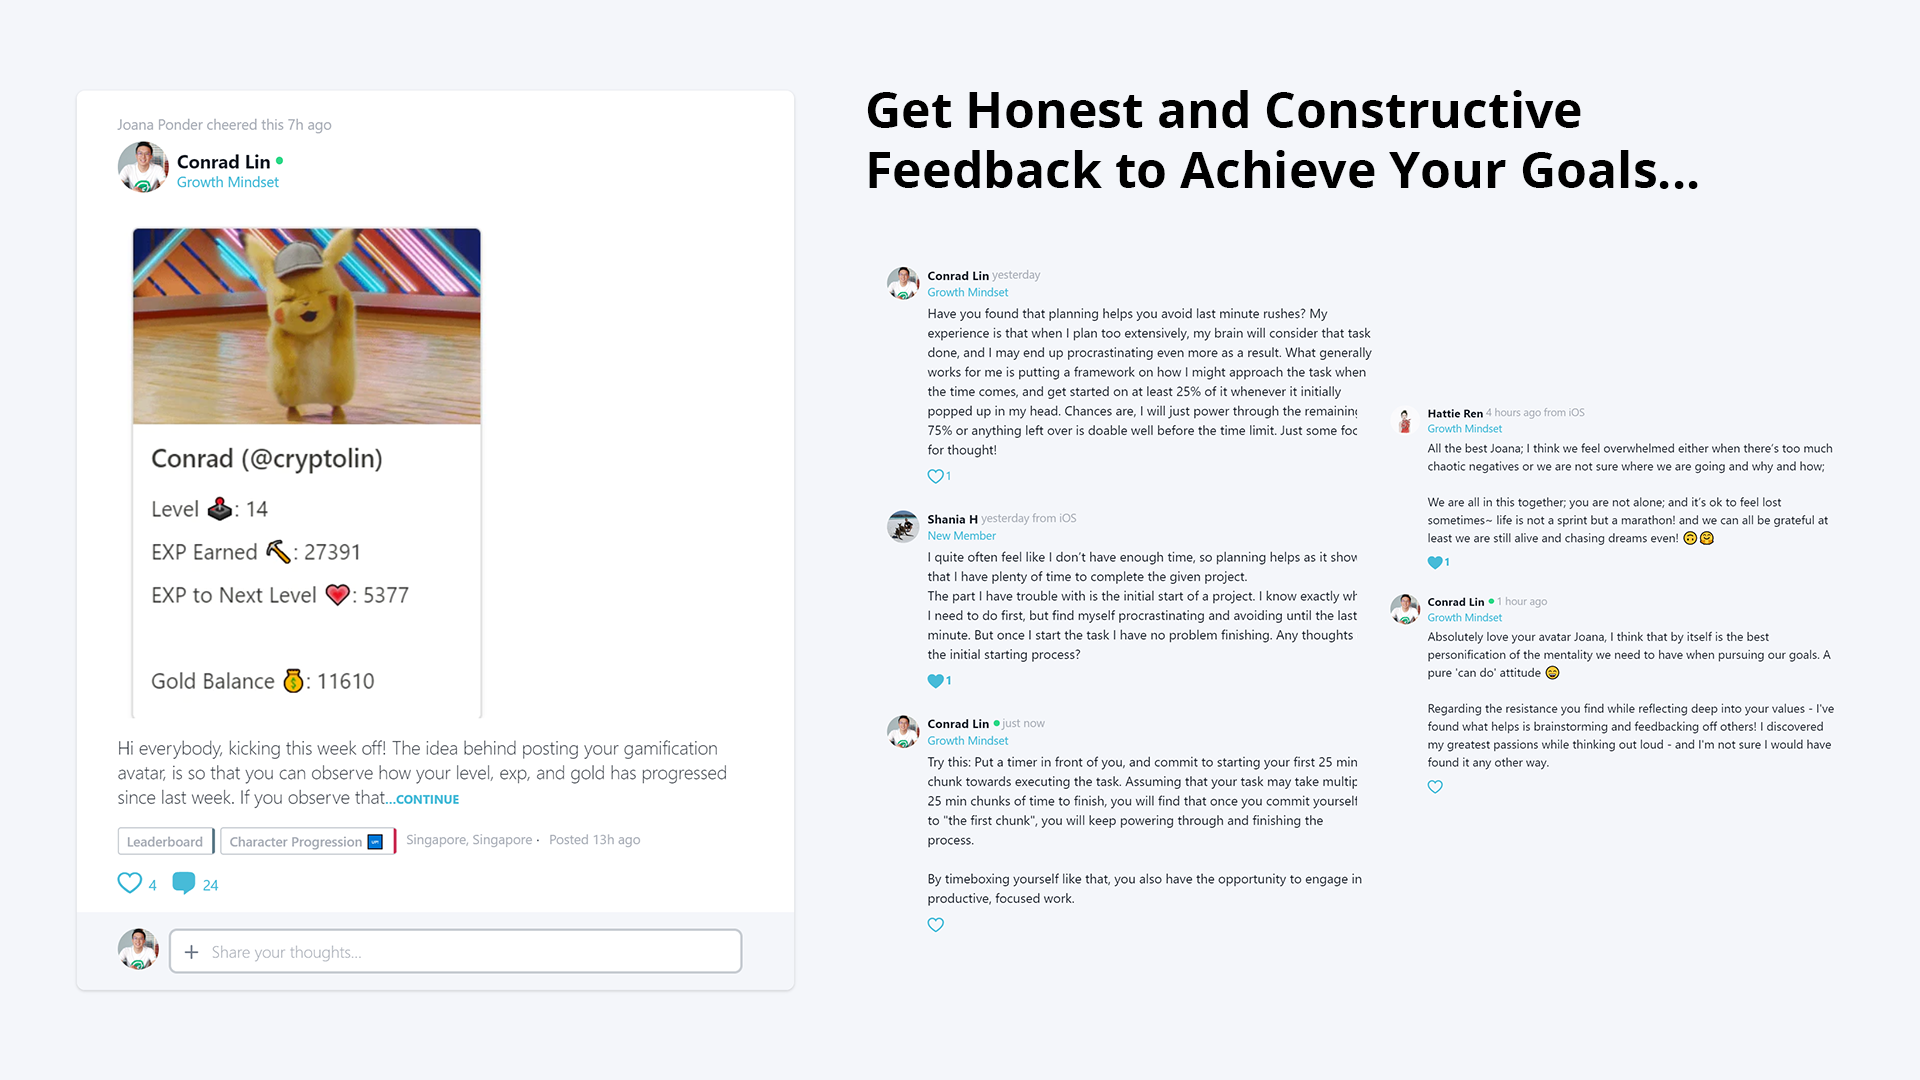 Joana Ponder cheered this 7h ago
Conrad Lin
Growth Mindset
Conrad (@cryptolin)
Level 🕹️: 14
EXP Earned 🔨: 27391
EXP to Next Level 💗: 5377
Gold Balance 💰: 11610
Hi everybody, kicking this week off! The idea behind posting your gamification
avatar, is so that you can observe how your level, exp, and gold has progressed
since last week. If you observe that...CONTINUE
Leaderboard
Character Progression
Singapore, Singapore · Posted 13h ago
4
24
+ Share your thoughts...
Get Honest and Constructive
Feedback to Achieve Your Goals...
Conrad Lin yesterday
Growth Mindset
Have you found that planning helps you avoid last minute rushes? My
experience is that when I plan too extensively, my brain will consider that task
done, and I may end up procrastinating even more as a result. What generally
works for me is putting a framework on how I might approach the task when
the time comes, and get started on at least 25% of it whenever it initially
popped up in my head. Chances are, I will just power through the remaining
75% or anything left over is doable well before the time limit. Just some foc
for thought!
1
Shania H yesterday from iOS
New Member
I quite often feel like I don't have enough time, so planning helps as it show
that I have plenty of time to complete the given project.
The part I have trouble with is the initial start of a project. I know exactly wh
I need to do first, but find myself procrastinating and avoiding until the last
minute. But once I start the task I have no problem finishing. Any thoughts
the initial starting process?
1
Conrad Lin just now
Growth Mindset
Try this: Put a timer in front of you, and commit to starting your first 25 min
chunk towards executing the task. Assuming that your task may take multip
25 min chunks of time to finish, you will find that once you commit yourself
to "the first chunk", you will keep powering through and finishing the
process.
By timeboxing yourself like that, you also have the opportunity to engage in
productive, focused work.
Hattie Ren 4 hours ago from iOS
Growth Mindset
All the best Joana; I think we feel overwhelmed either when there's too much
chaotic negatives or we are not sure where we are going and why and how;
We are all in this together; you are not alone; and it's ok to feel lost
sometimes~ life is not a sprint but a marathon! and we can all be grateful at
least we are still alive and chasing dreams even! 🙃🤗
1
Conrad Lin 1 hour ago
Growth Mindset
Absolutely love your avatar Joana, I think that by itself is the best
personification of the mentality we need to have when pursuing our goals. A
pure 'can do' attitude 😄
Regarding the resistance you find while reflecting deep into your values - I've
found what helps is brainstorming and feedbacking off others! I discovered
my greatest passions while thinking out loud - and I'm not sure I would have
found it any other way.